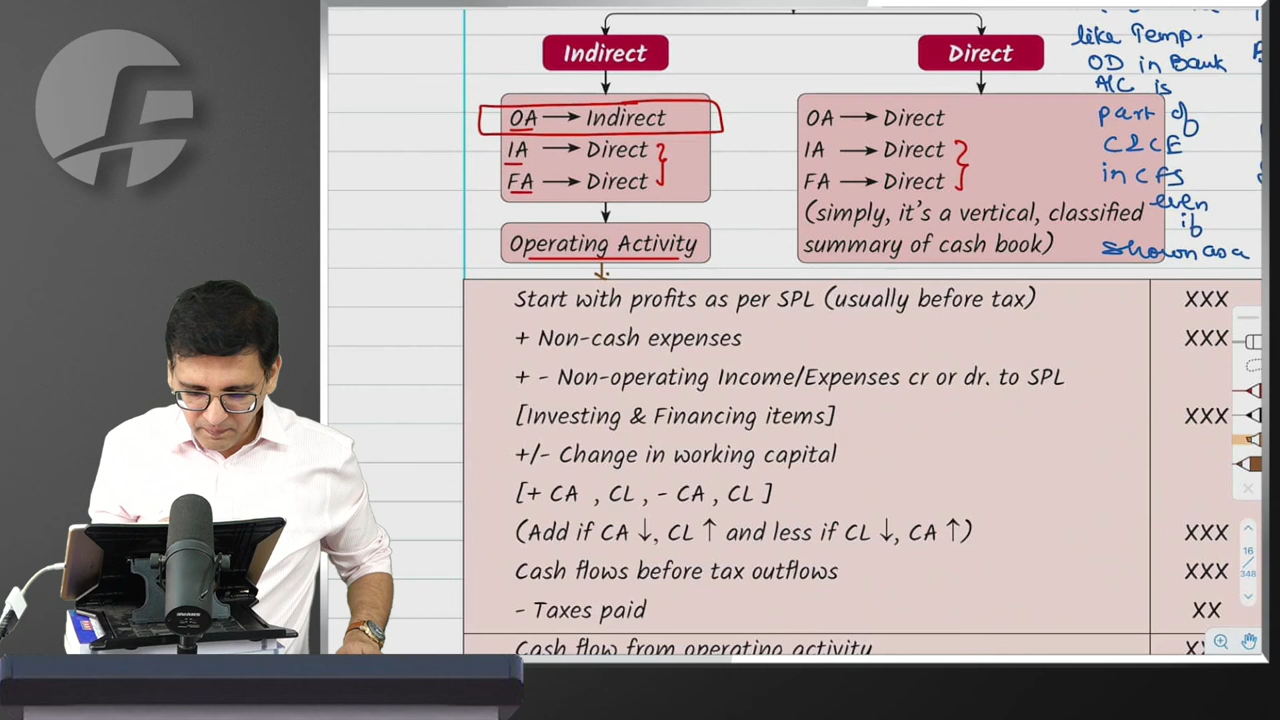 Indirect
Direct
OA → Indirect
IA → Direct
FA → Direct
OA → Direct
IA → Direct
FA → Direct
(simply, it's a vertical, classified
summary of cash book)
like Temp.
OD in Bank
A/C is
part of
C&CE
in CFS
even
if
shown as a
Operating Activity
Start with profits as per SPL (usually before tax) XXX
+ Non-cash expenses XXX
+ - Non-operating Income/Expenses cr or dr. to SPL
[Investing & Financing items] XXX
+/- Change in working capital
[+ CA , CL , - CA , CL ]
(Add if CA ↓, CL ↑ and less if CL ↓, CA ↑) XXX
Cash flows before tax outflows XXX
- Taxes paid XX
Cash flow from operating activity
16
348